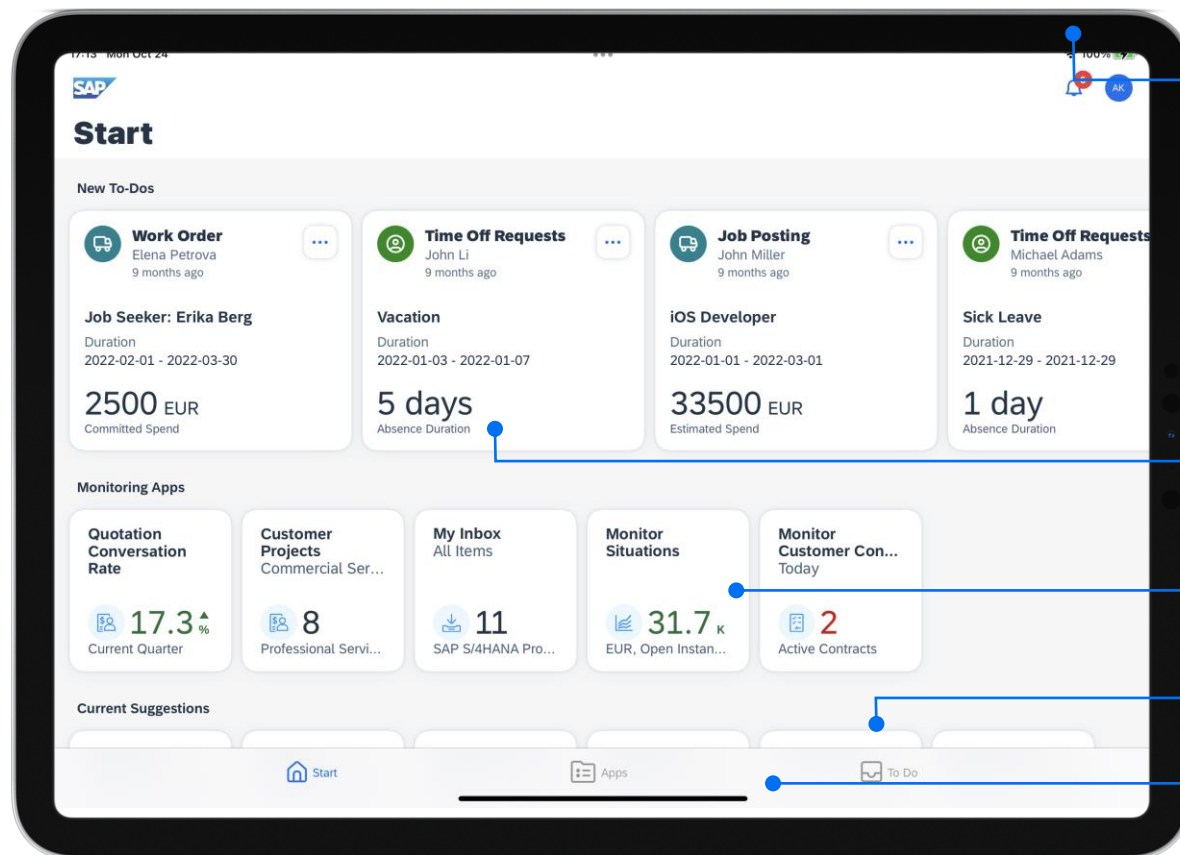 17:13 Mon Oct 24
100%
SAP
AK
Start
New To-Dos
Work Order
Elena Petrova
9 months ago
Job Seeker: Erika Berg
Duration
2022-02-01 - 2022-03-30
2500 EUR
Committed Spend
Time Off Requests
John Li
9 months ago
Vacation
Duration
2022-01-03 - 2022-01-07
5 days
Absence Duration
Job Posting
John Miller
9 months ago
iOS Developer
Duration
2022-01-01 - 2022-03-01
33500 EUR
Estimated Spend
Time Off Requests
Michael Adams
9 months ago
Sick Leave
Duration
2021-12-29 - 2021-12-29
1 day
Absence Duration
Monitoring Apps
Quotation
Conversation
Rate
17.3 %
Current Quarter
Customer
Projects
Commercial Ser...
8
Professional Servi...
My Inbox
All Items
11
SAP S/4HANA Pro...
Monitor
Situations
31.7 K
EUR, Open Instan...
Monitor
Customer Con...
Today
2
Active Contracts
Current Suggestions
Start
Apps
To Do